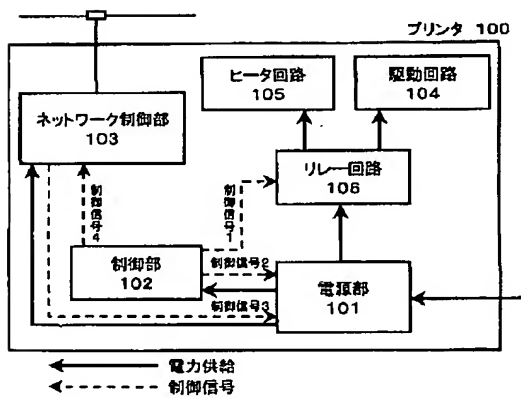 プリンタ 100
ヒータ回路
105
駆動回路
104
ネットワーク制御部
103
リレー回路
106
制御信号4
制御信号1
制御部
102
制御信号2
電源部
101
制御信号3
電力供給
制御信号